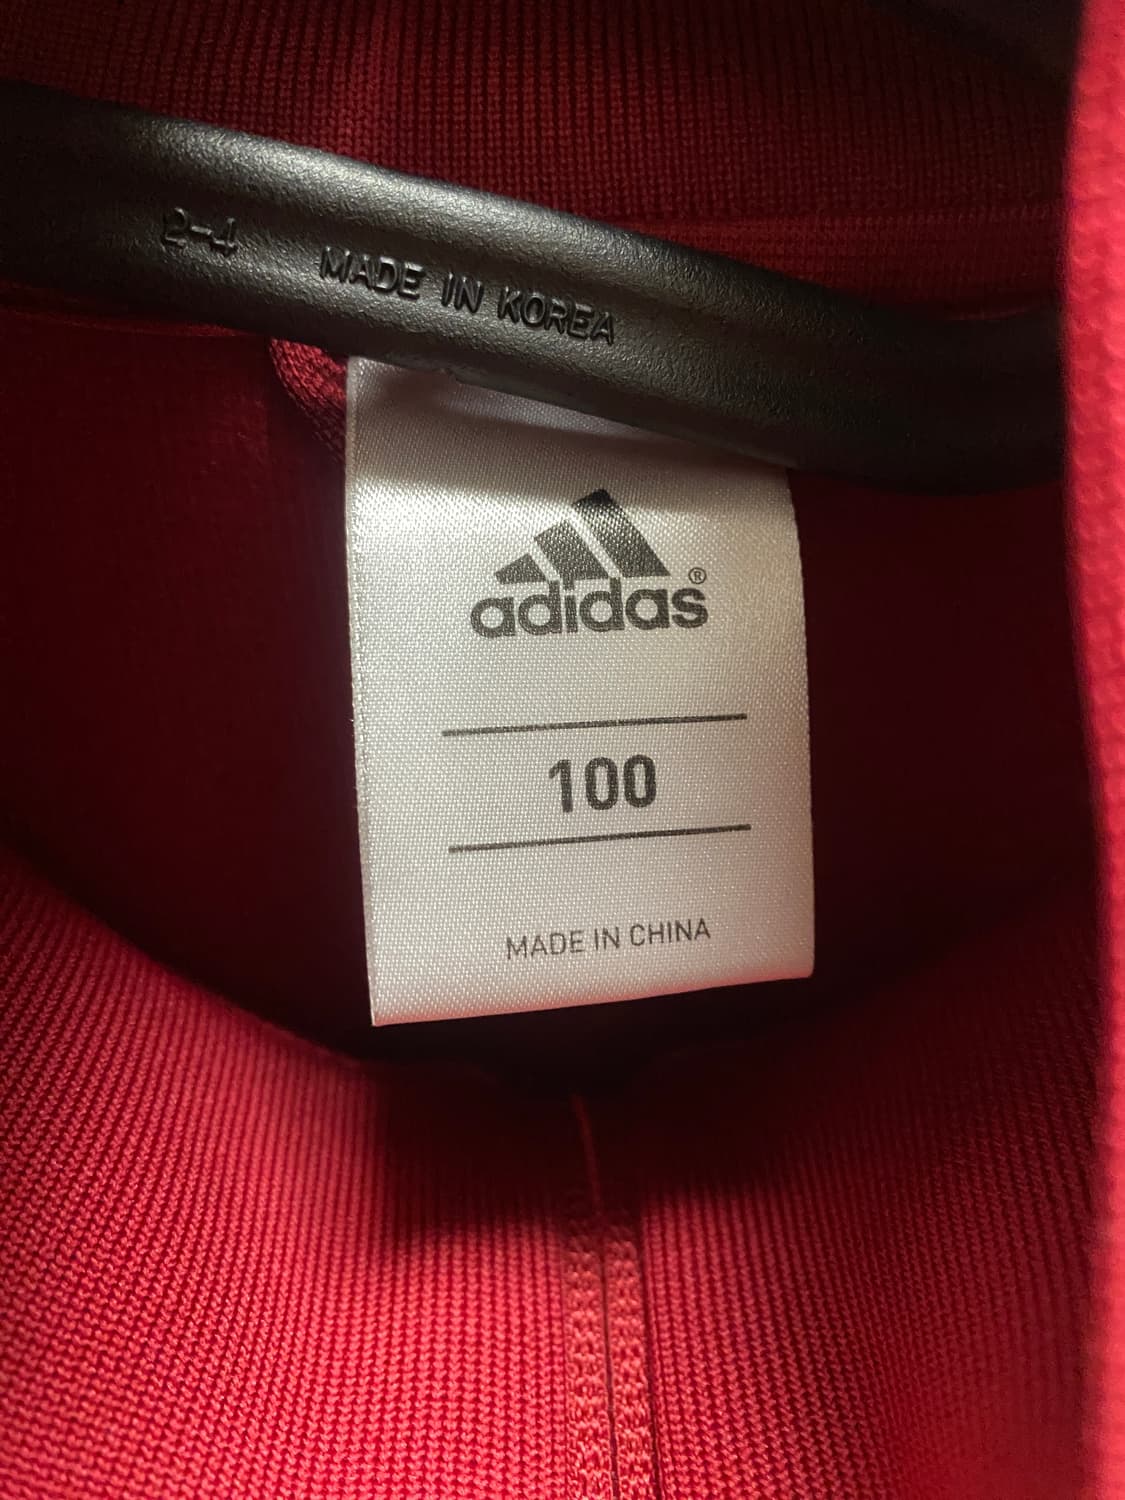 2-4 MADE IN KOREA
adidas®
100
MADE IN CHINA